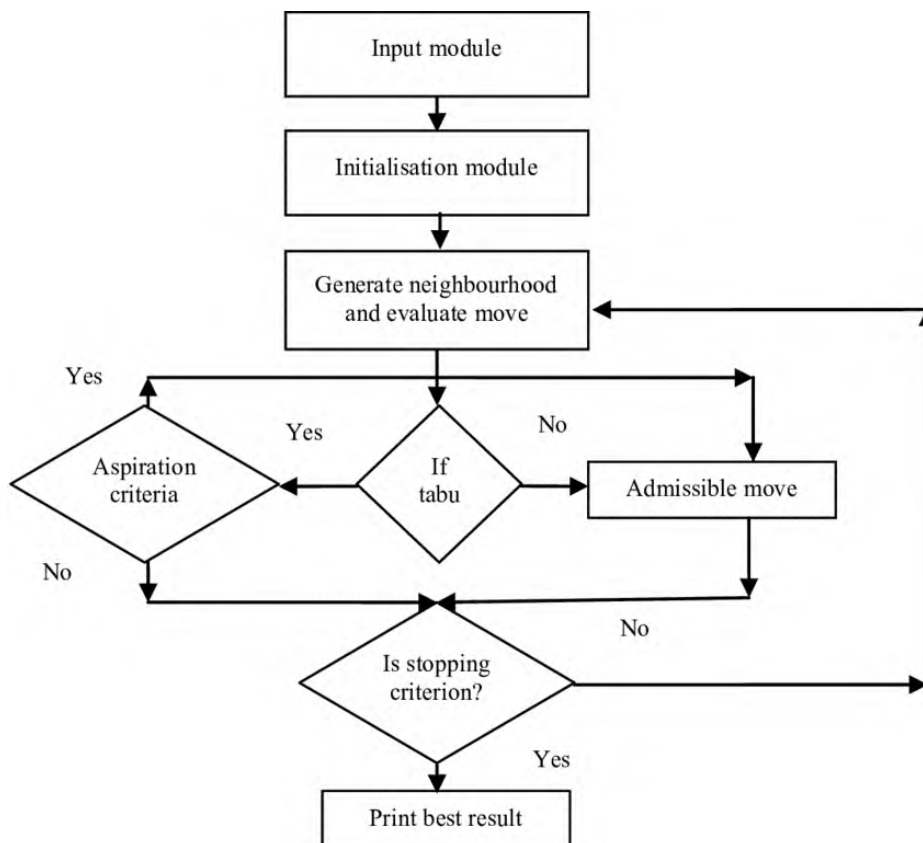 Input module
Initialisation module
Generate neighbourhood
and evaluate move
Yes
Yes
No
Aspiration
criteria
If
tabu
Admissible move
No
No
Is stopping
criterion?
Yes
Print best result